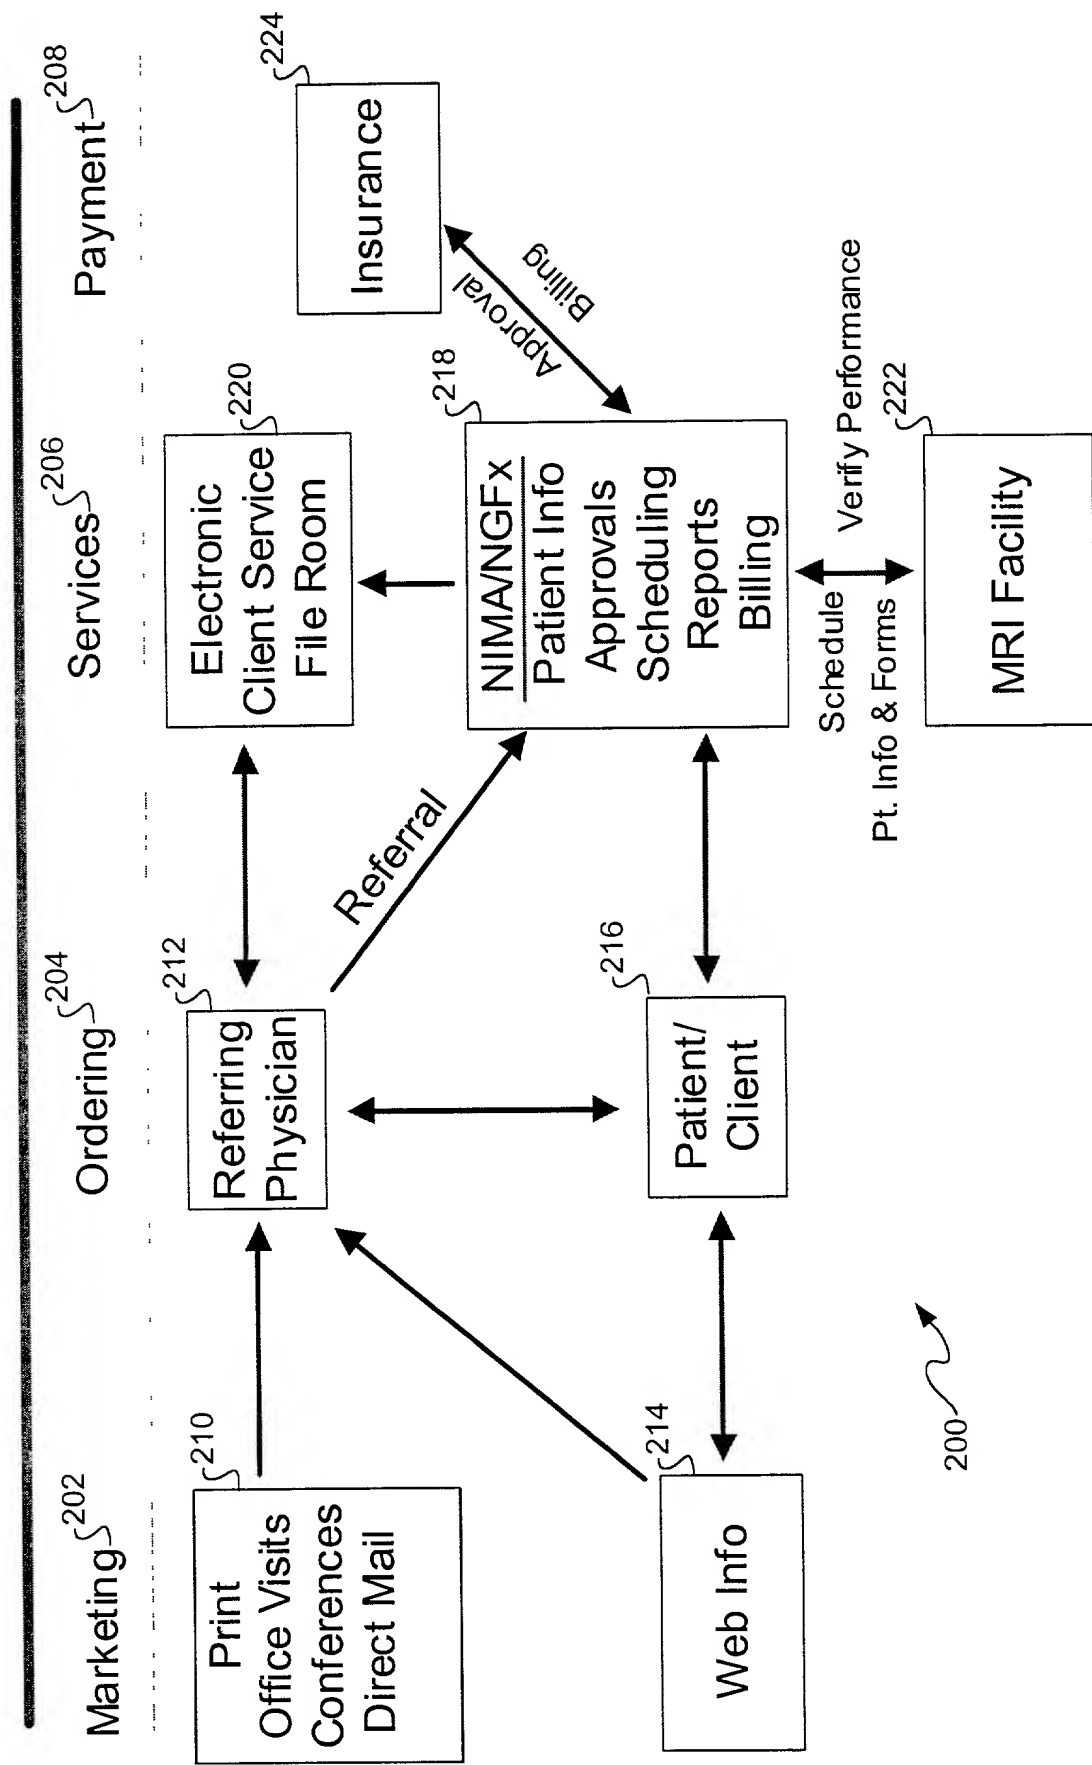 Marketing 202
Ordering 204
Services 206
Payment 208
210
Print
Office Visits
Conferences
Direct Mail
214
Web Info
212
Referring
Physician
216
Patient/
Client
Referral
220
Electronic
Client Service
File Room
218
NIMA/NGFx
Patient Info
Approvals
Scheduling
Reports
Billing
Schedule
Pt. Info & Forms
Verify Performance
222
MRI Facility
Approval
Billing
224
Insurance
200